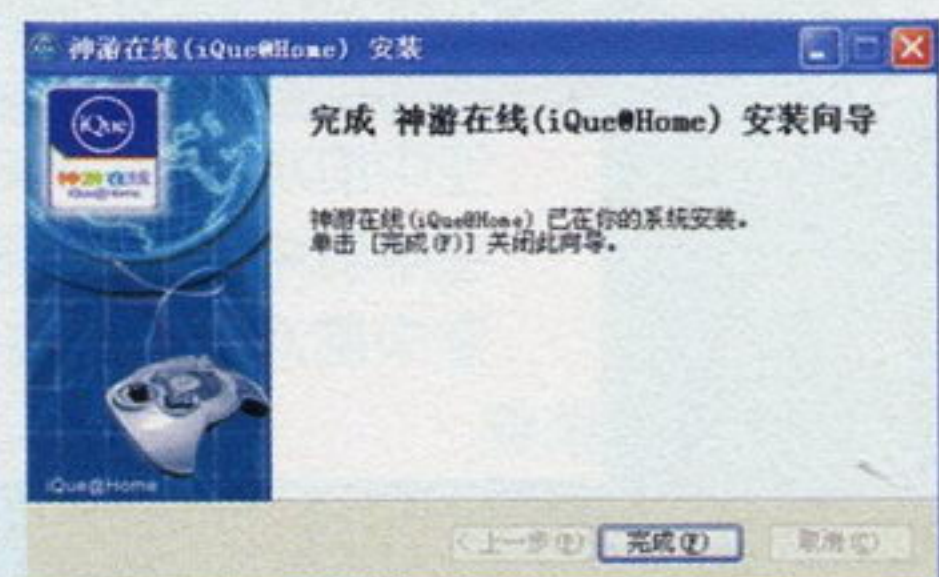 神游在线(iQue@Home) 安装
iQue
神游在线
iQue@Home
完成 神游在线(iQue@Home) 安装向导
神游在线(iQue@Home) 已在你的系统安装。
单击 [完成(F)] 关闭此向导。
iQue@Home
<上一步(P) 完成(F) 取消(C)